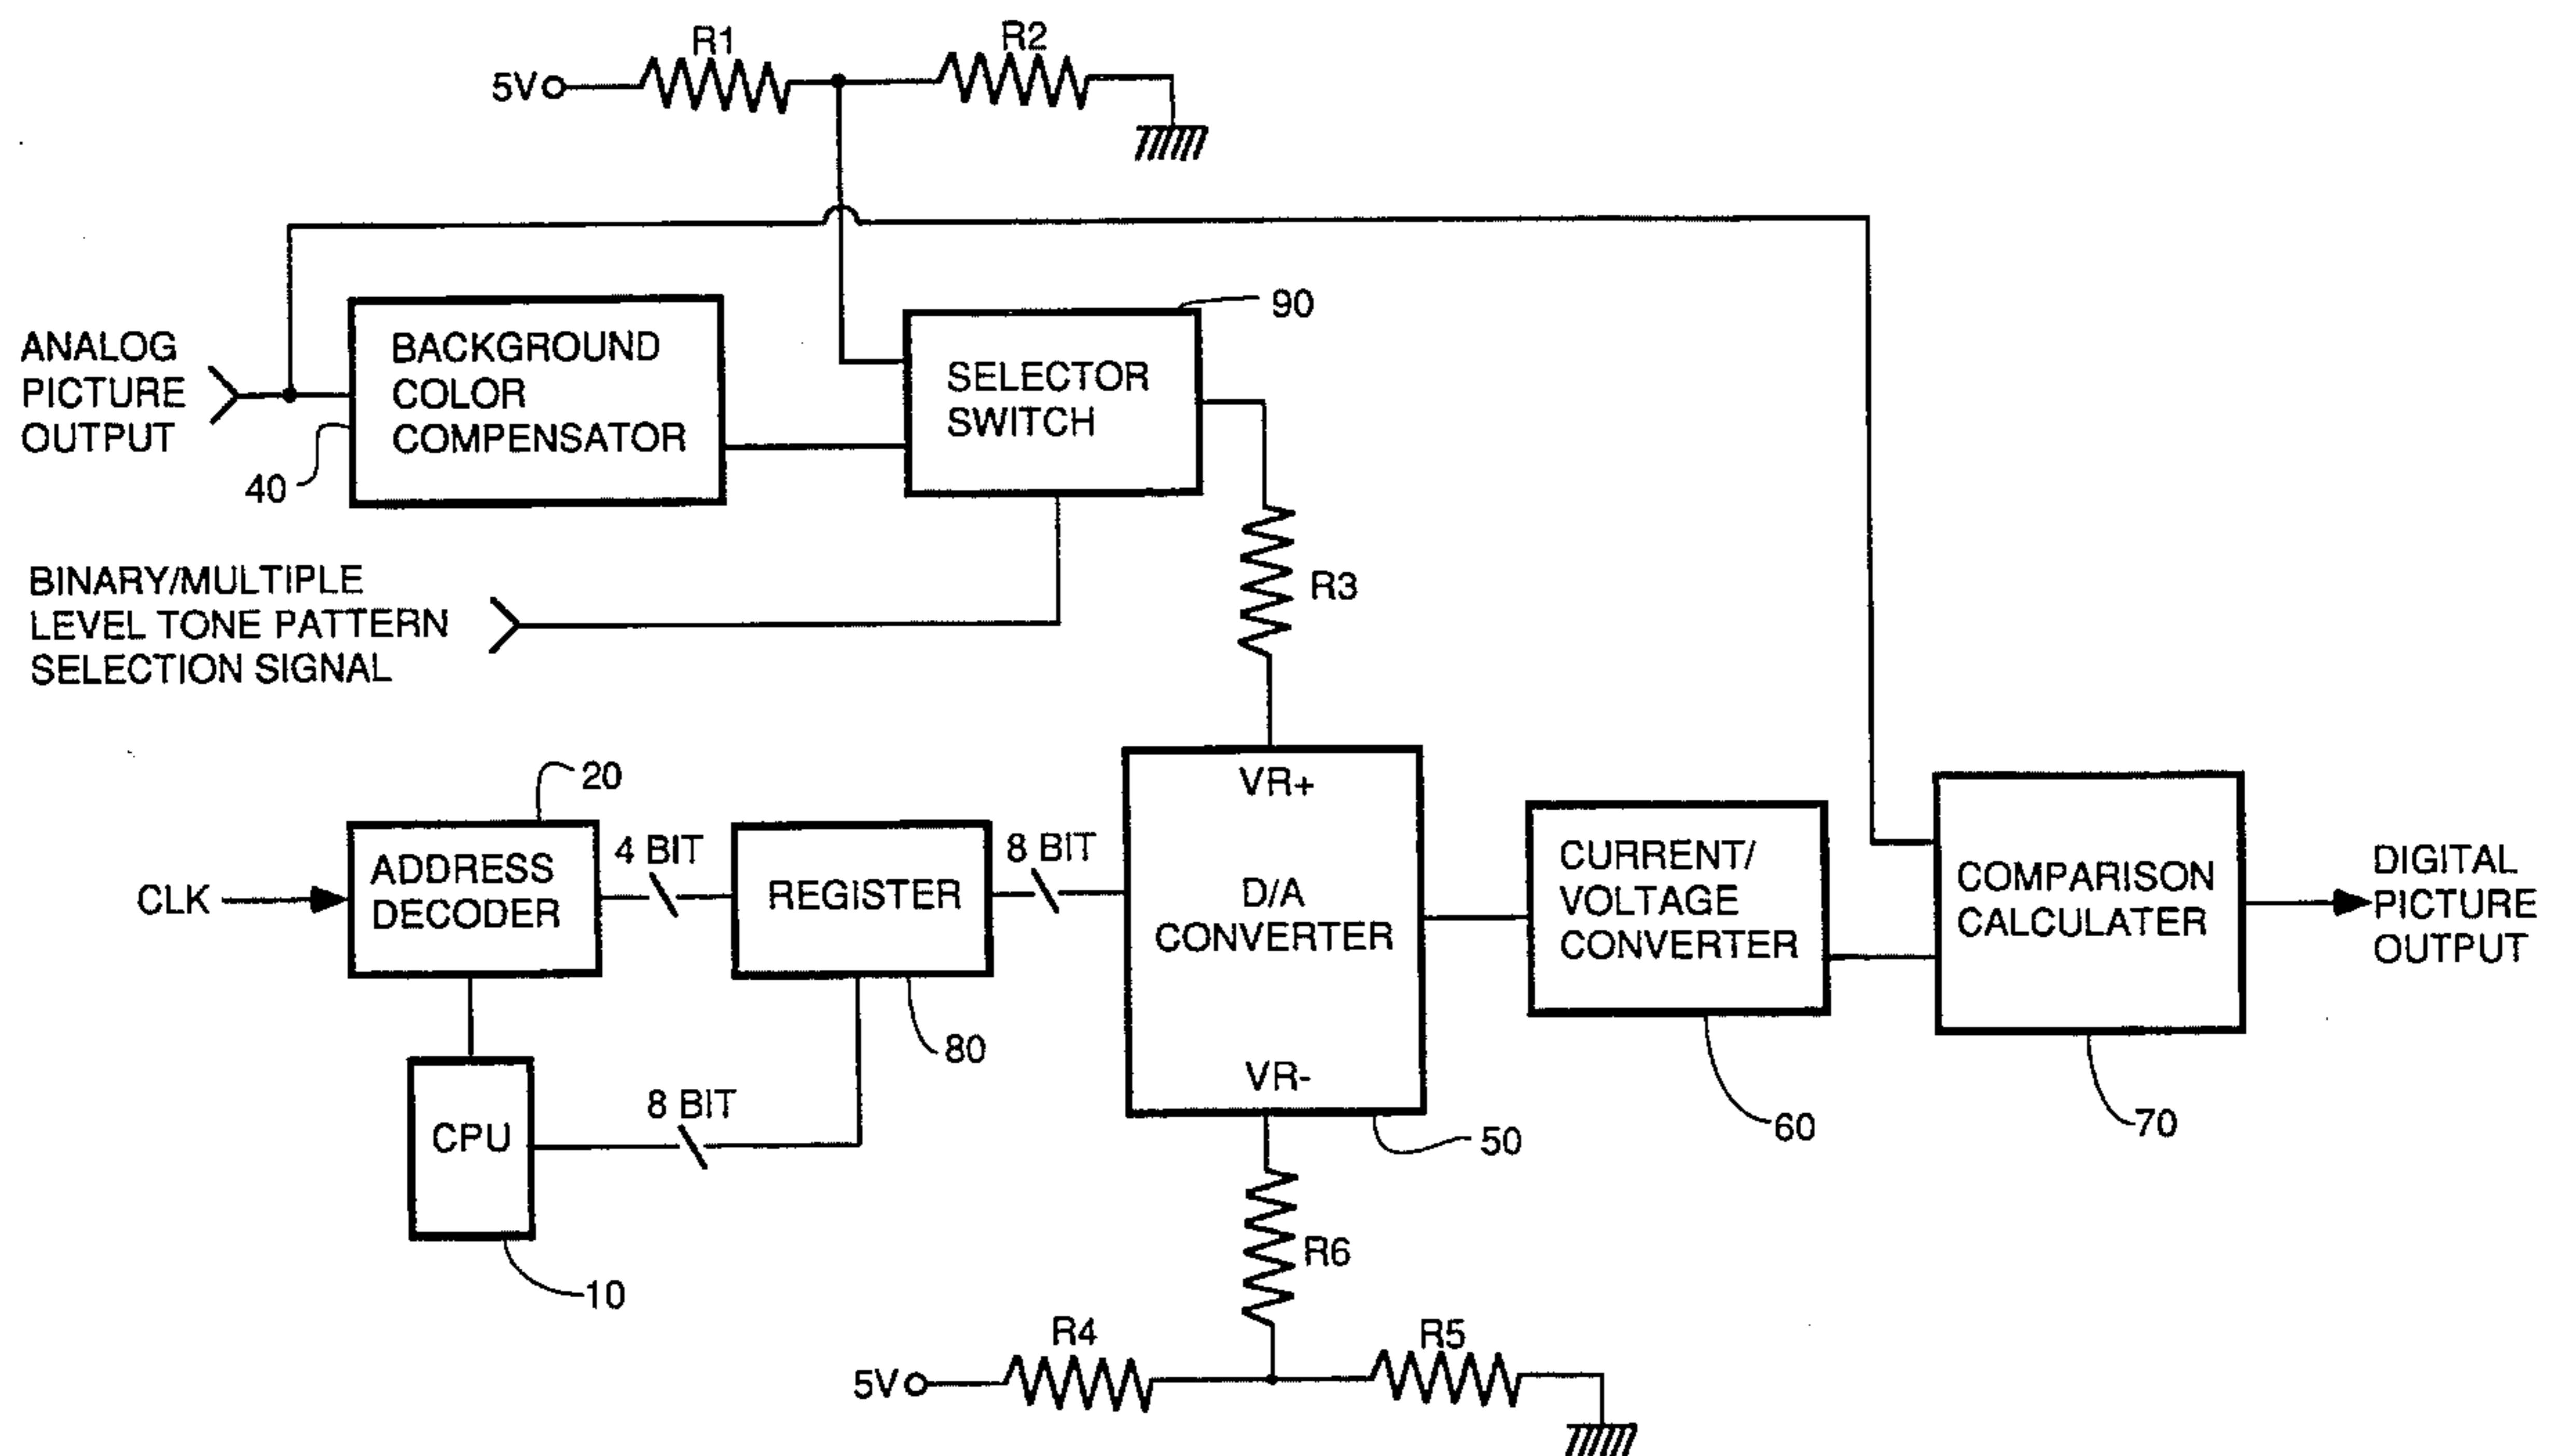 R1
R2
5V
90
ANALOG
PICTURE
OUTPUT
BACKGROUND
COLOR
COMPENSATOR
SELECTOR
SWITCH
40
BINARY/MULTIPLE
LEVEL TONE PATTERN
SELECTION SIGNAL
R3
20
VR+
4 BIT
8 BIT
CLK
ADDRESS
DECODER
REGISTER
D/A
CONVERTER
CURRENT/
VOLTAGE
CONVERTER
COMPARISON
CALCULATER
DIGITAL
PICTURE
OUTPUT
80
VR-
CPU
8 BIT
50
60
70
10
R6
R4
R5
5V